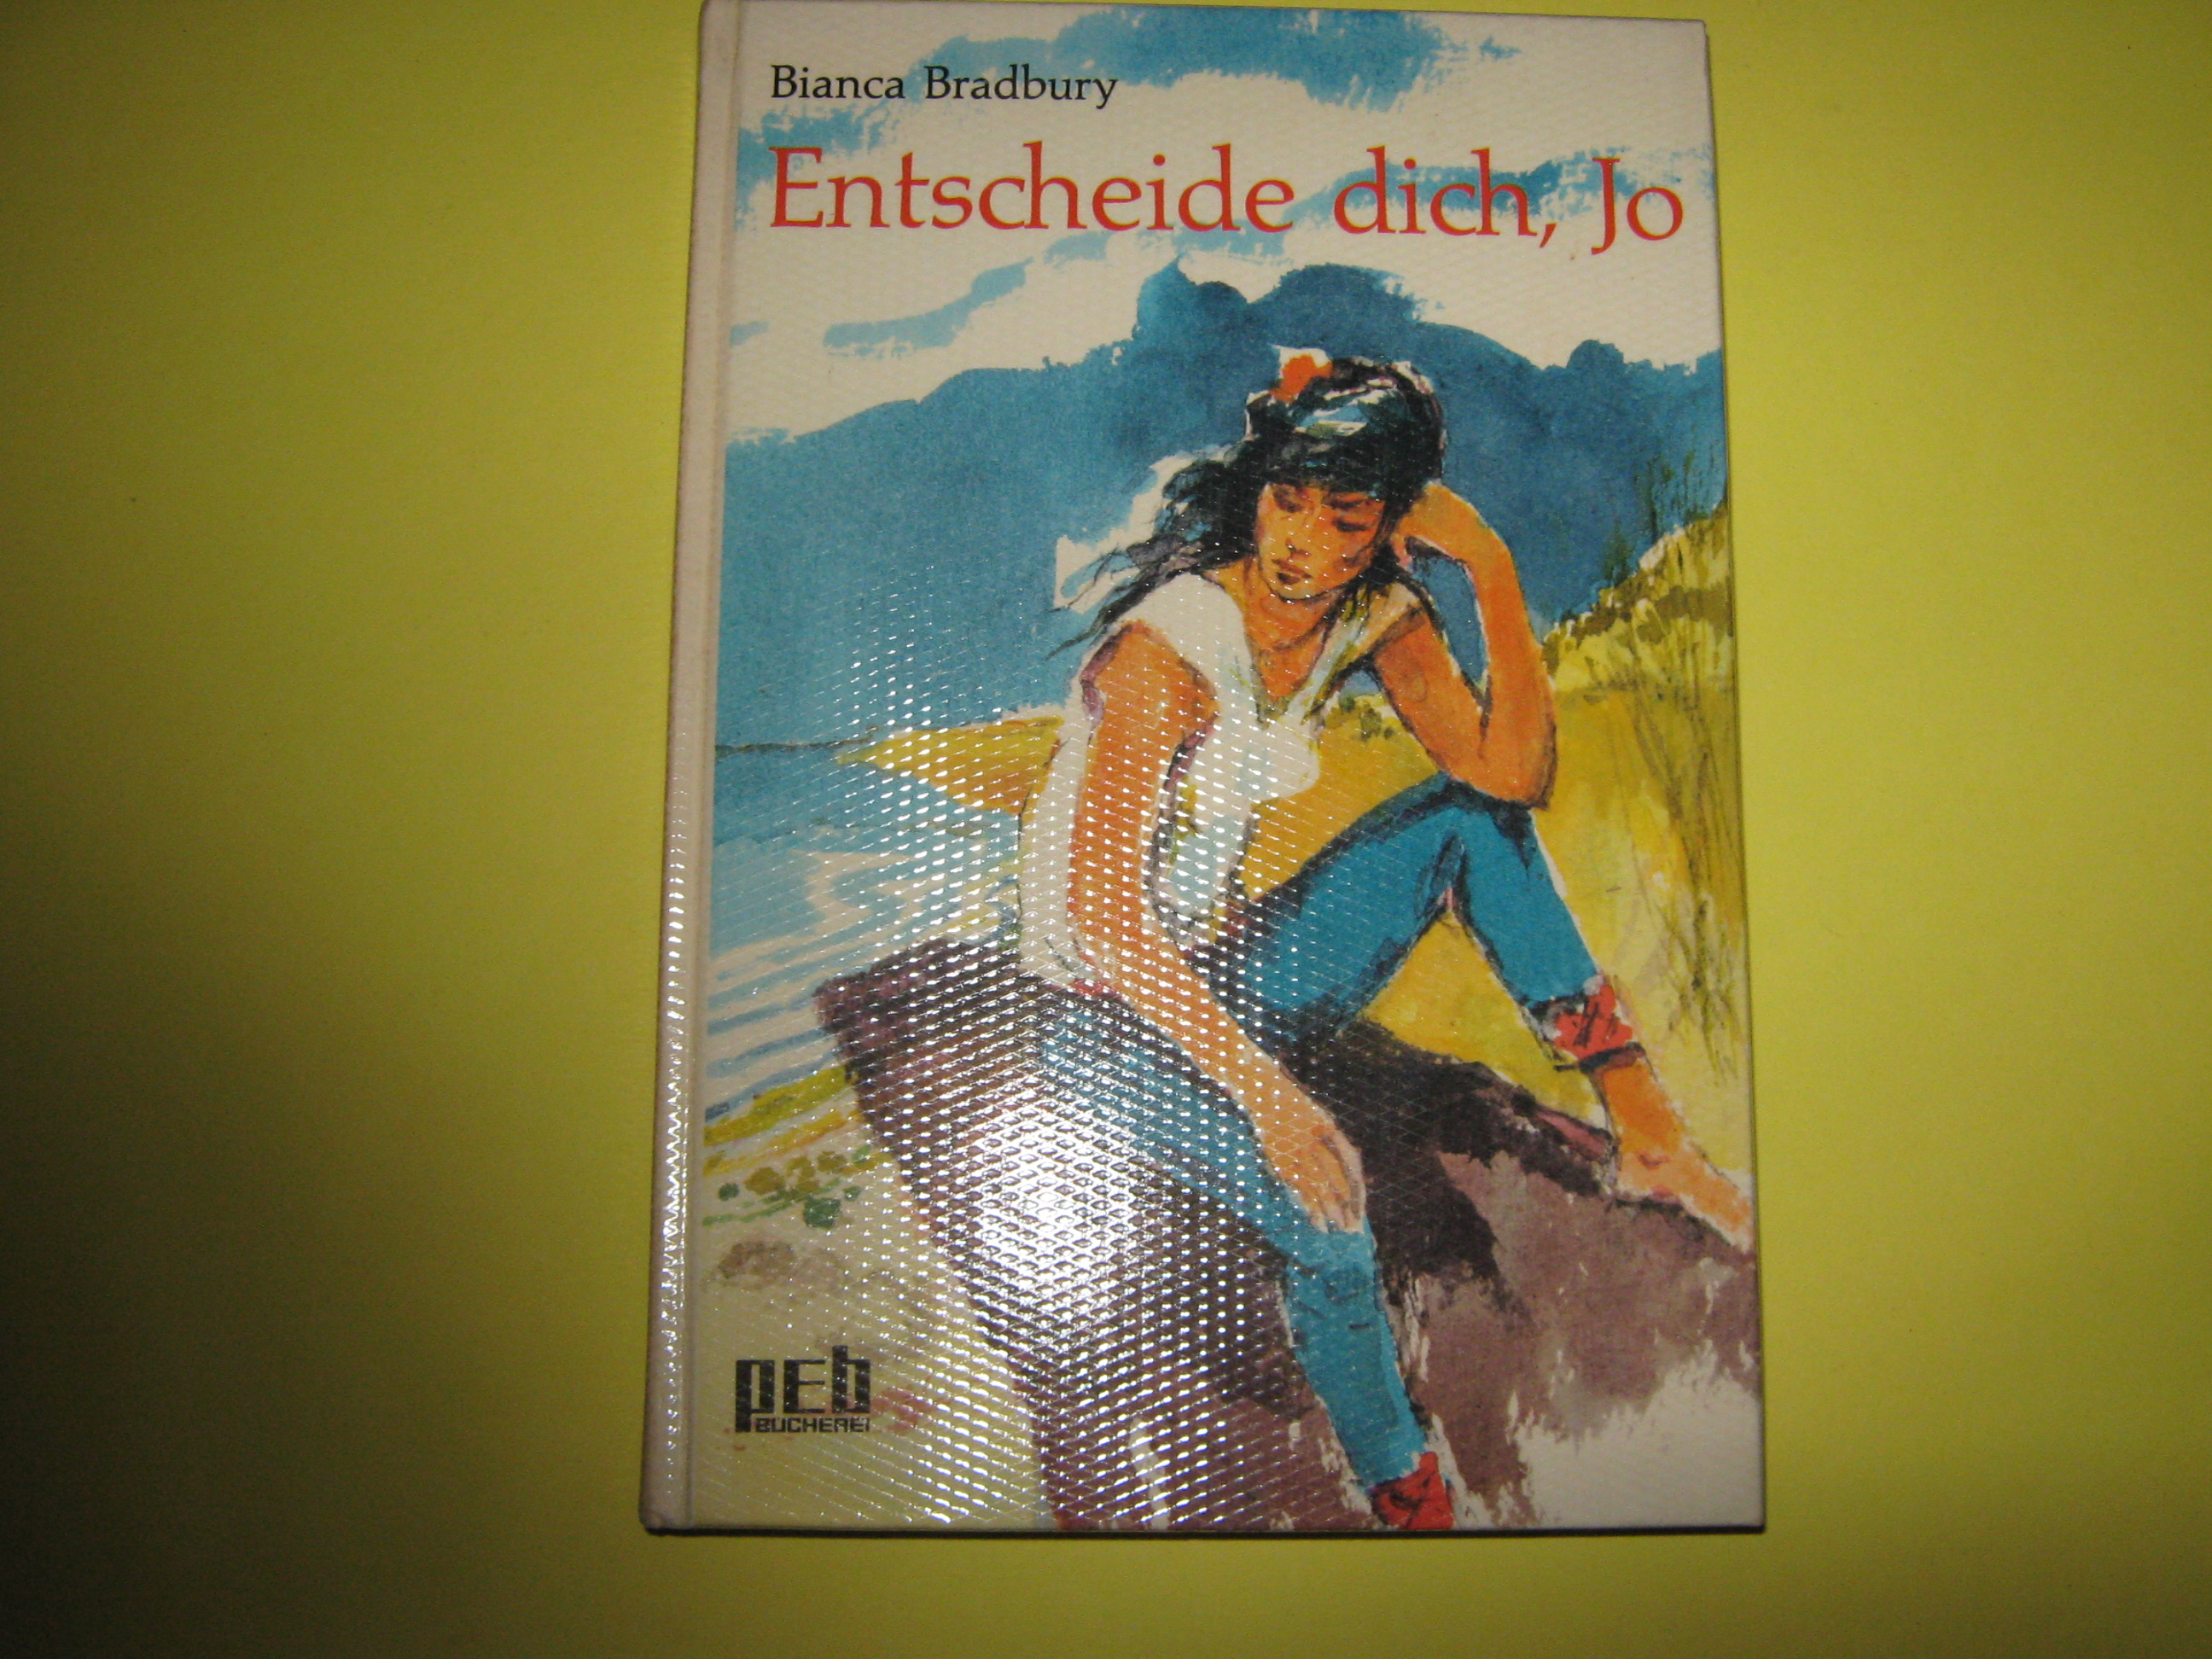 Bianca Bradbury
Entscheide dich, Jo
pEb
BÜCHEREI